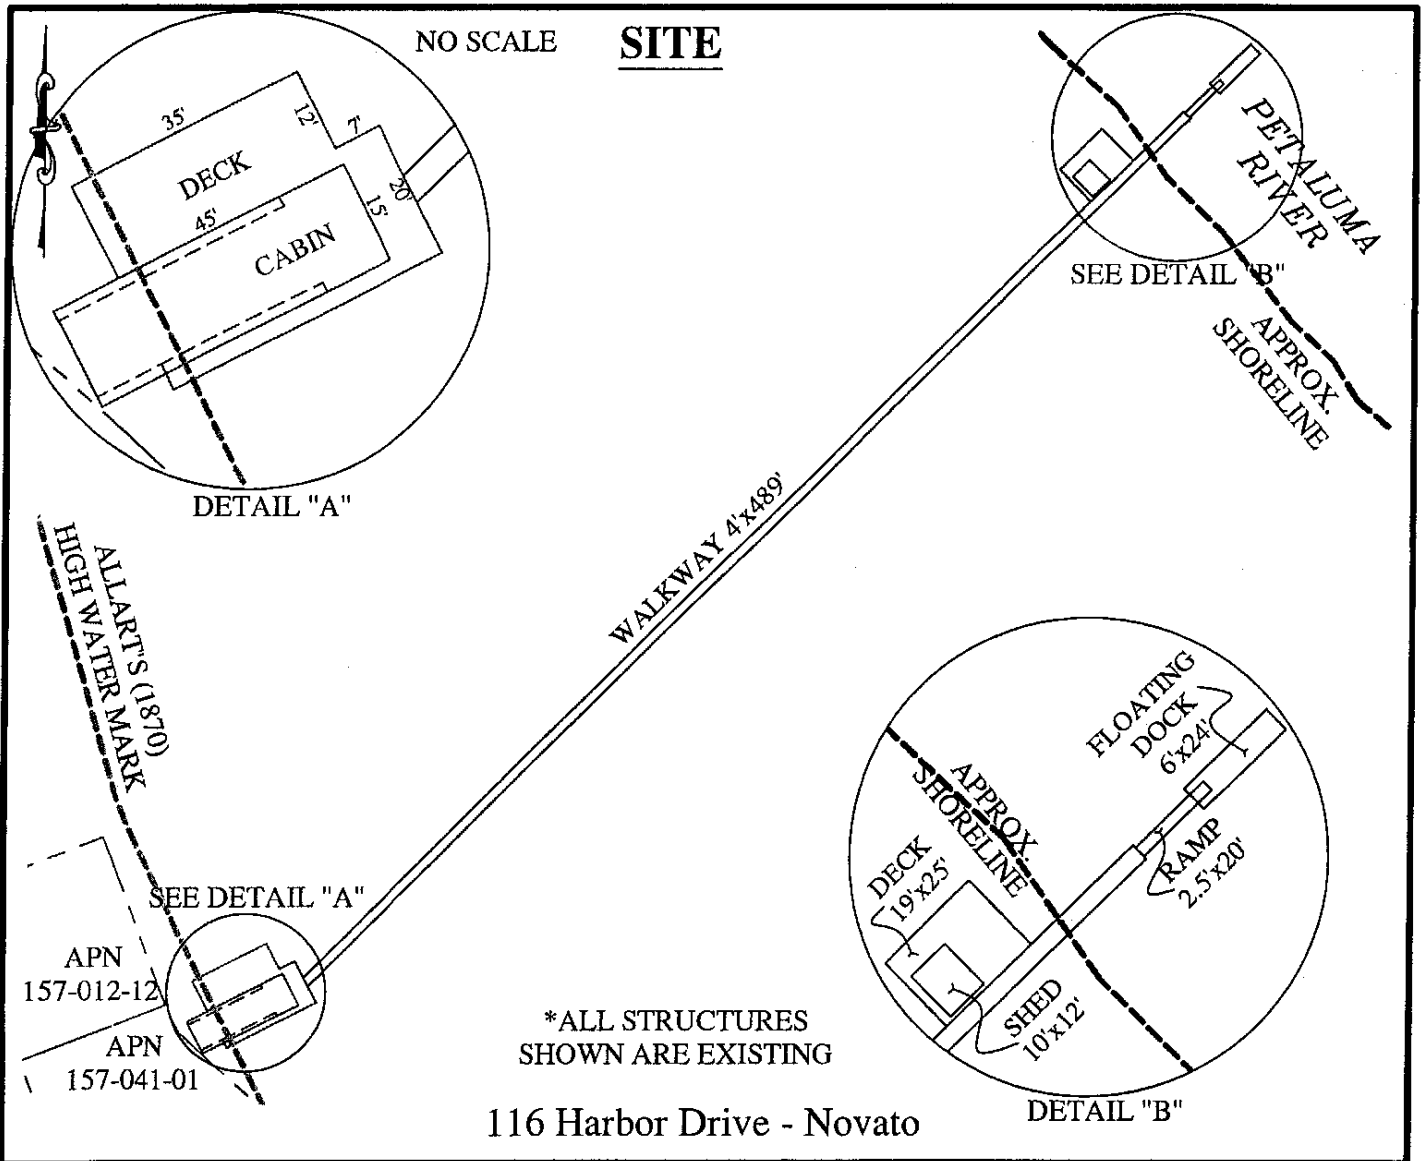 NO SCALE
SITE
35'
12'
7'
DECK
20'
15'
45'
CABIN
DETAIL "A"
PETALUMA
RIVER
SEE DETAIL "B"
APPROX.
SHORELINE
WALKWAY 4'x489'
ALLART'S (1870)
HIGH WATER MARK
SEE DETAIL "A"
APN
157-012-12
APN
157-041-01
FLOATING
DOCK
6'x24'
APPROX.
SHORELINE
DECK
19'x25'
RAMP
2.5'x20'
SHED
10'x12'
DETAIL "B"
*ALL STRUCTURES
SHOWN ARE EXISTING
116 Harbor Drive - Novato